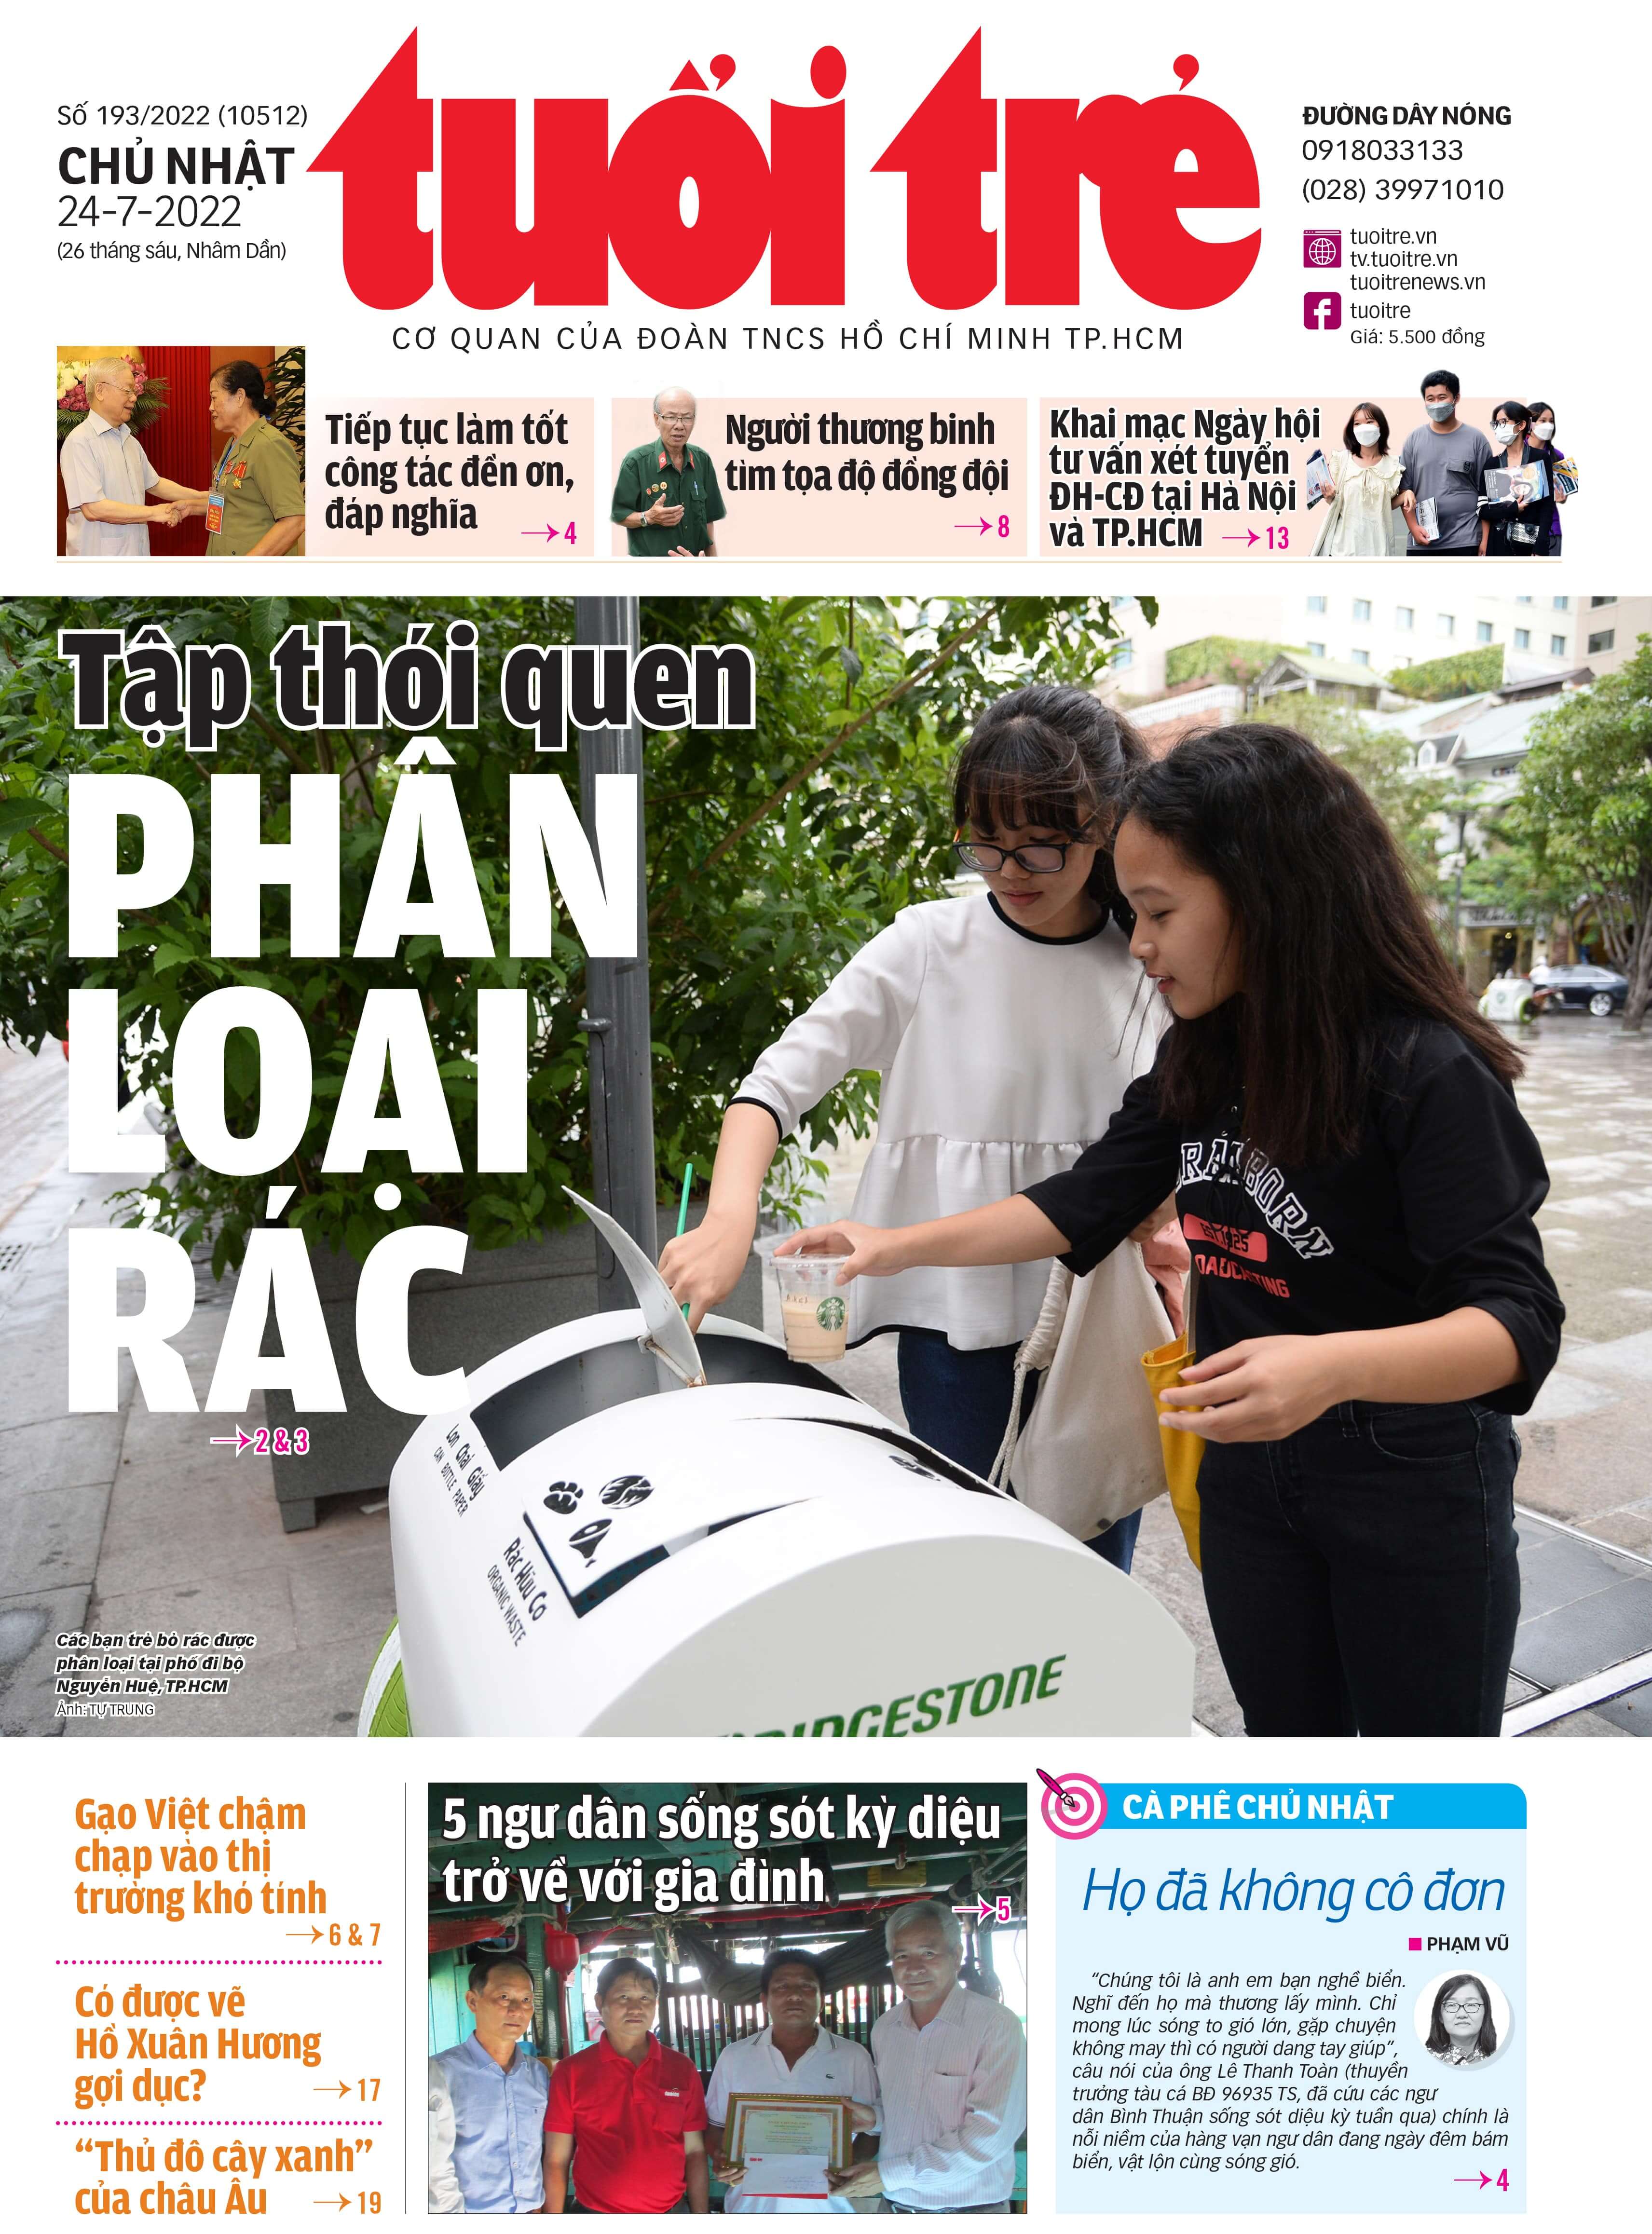 Số 193/2022 (10512)
CHỦ NHẬT
24-7-2022
(26 tháng sáu, Nhâm Dần)
tuổi trẻ
CƠ QUAN CỦA ĐOÀN TNCS HỒ CHÍ MINH TP.HCM
ĐƯỜNG DÂY NÓNG
0918033133
(028) 39971010
tuoitre.vn
tv.tuoitre.vn
tuoitrenews.vn
tuoitre
Giá: 5.500 đồng
Tiếp tục làm tốt
công tác đền ơn,
đáp nghĩa
→4
Người thương binh
tìm tọa độ đồng đội
→8
Khai mạc Ngày hội
tư vấn xét tuyển
ĐH-CĐ tại Hà Nội
và TP.HCM →13
Tập thói quen
PHÂN
LOẠI
RÁC
→2 & 3
Lon Chai Giấy
CAN BOTTLE PAPER
Rác Hữu Cơ
ORGANIC WASTE
BRIDGESTONE
Các bạn trẻ bỏ rác được
phân loại tại phố đi bộ
Nguyễn Huệ, TP.HCM
Ảnh: TỰ TRUNG
Gạo Việt chậm
chạp vào thị
trường khó tính
→6 & 7
Có được vẽ
Hồ Xuân Hương
gợi dục? →17
“Thủ đô cây xanh”
của châu Âu →19
5 ngư dân sống sót kỳ diệu
trở về với gia đình
→5
CÀ PHÊ CHỦ NHẬT
Họ đã không cô đơn
PHẠM VŨ
“Chúng tôi là anh em bạn nghề biển.
Nghĩ đến họ mà thương lấy mình. Chỉ
mong lúc sóng to gió lớn, gặp chuyện
không may thì có người dang tay giúp”,
câu nói của ông Lê Thanh Toàn (thuyền
trưởng tàu cá BĐ 96935 TS, đã cứu các ngư
dân Bình Thuận sống sót diệu kỳ tuần qua) chính là
nỗi niềm của hàng vạn ngư dân đang ngày đêm bám
biển, vật lộn cùng sóng gió.
→4